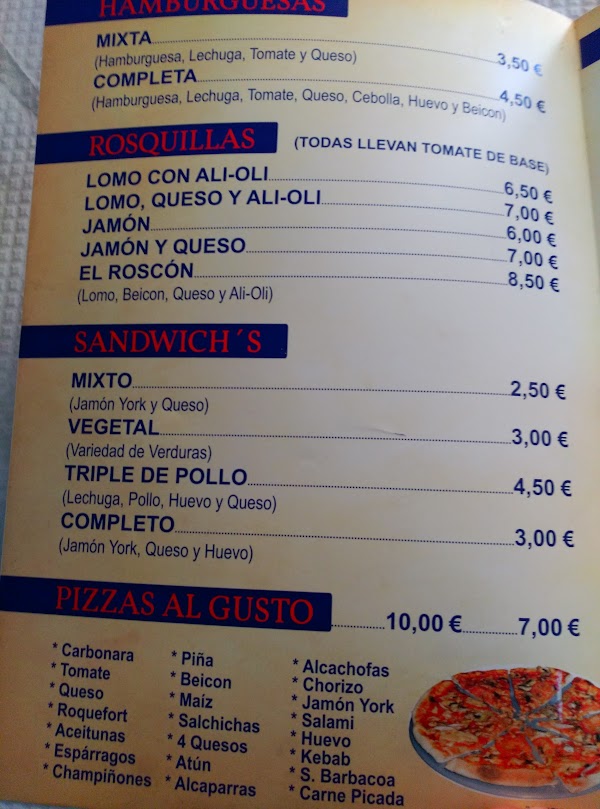 HAMBURGUESAS
MIXTA 3,50 €
(Hamburguesa, Lechuga, Tomate y Queso)
COMPLETA 4,50 €
(Hamburguesa, Lechuga, Tomate, Queso, Cebolla, Huevo y Beicon)
ROSQUILLAS (TODAS LLEVAN TOMATE DE BASE)
LOMO CON ALI-OLI 6,50 €
LOMO, QUESO Y ALI-OLI 7,00 €
JAMÓN 6,00 €
JAMÓN Y QUESO 7,00 €
EL ROSCÓN 8,50 €
(Lomo, Beicon, Queso y Ali-Oli)
SANDWICH´S
MIXTO 2,50 €
(Jamón York y Queso)
VEGETAL 3,00 €
(Variedad de Verduras)
TRIPLE DE POLLO 4,50 €
(Lechuga, Pollo, Huevo y Queso)
COMPLETO 3,00 €
(Jamón York, Queso y Huevo)
PIZZAS AL GUSTO 10,00 € 7,00 €
* Carbonara
* Tomate
* Queso
* Roquefort
* Aceitunas
* Espárragos
* Champiñones
* Piña
* Beicon
* Maíz
* Salchichas
* 4 Quesos
* Atún
* Alcaparras
* Alcachofas
* Chorizo
* Jamón York
* Salami
* Huevo
* Kebab
* S. Barbacoa
* Carne Picada